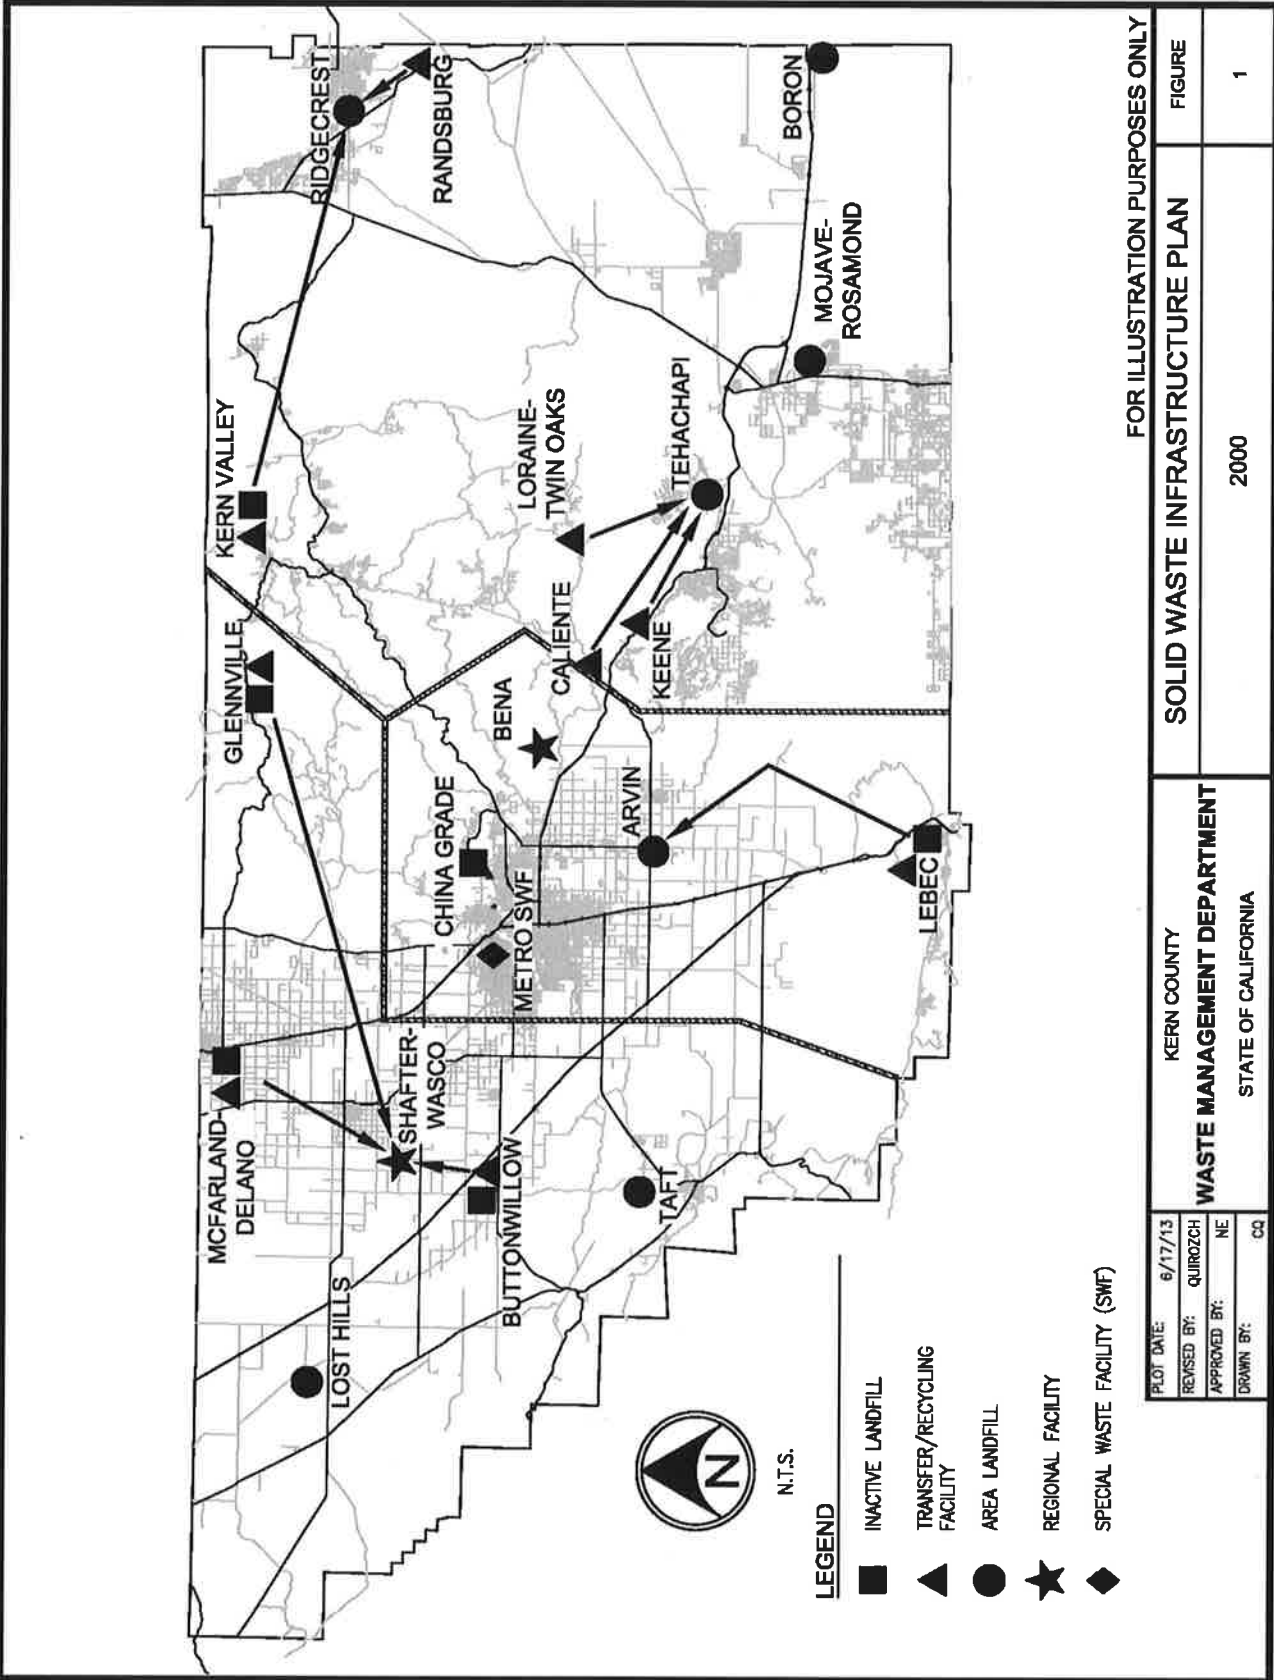 RIDGECREST
RANDSBURG
BORON
MOJAVE-
ROSAMOND
KERN VALLEY
LORAINE-
TWIN OAKS
TEHACHAPI
GLENNVILLE
CALIENTE
KEENE
BENA
CHINA GRADE
METRO SWF
ARVIN
LEBEC
MCFARLAND-
DELANO
SHAFTER-
WASCO
BUTTONWILLOW
TAFT
LOST HILLS
N
N.T.S.
LEGEND
INACTIVE LANDFILL
TRANSFER/RECYCLING
FACILITY
AREA LANDFILL
REGIONAL FACILITY
SPECIAL WASTE FACILITY (SWF)
FOR ILLUSTRATION PURPOSES ONLY
PLOT DATE: 6/17/13
REVISED BY: QUIROZCH
APPROVED BY: NE
DRAWN BY: CQ
KERN COUNTY
WASTE MANAGEMENT DEPARTMENT
STATE OF CALIFORNIA
SOLID WASTE INFRASTRUCTURE PLAN
2000
FIGURE
1